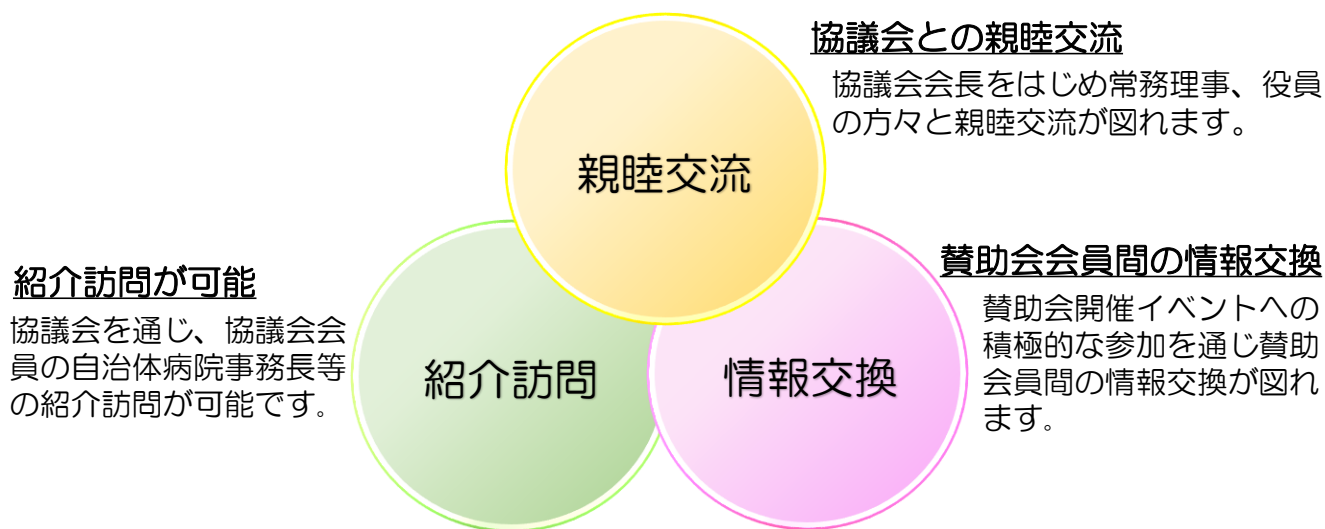 協議会との親睦交流
協議会会長をはじめ常務理事、役員
の方々と親睦交流が図れます。
親睦交流
紹介訪問が可能
協議会を通じ、協議会会
員の自治体病院事務長等
の紹介訪問が可能です.
紹介訪問
情報交換
賛助会会員間の情報交換
賛助会開催イベントへの
積極的な参加を通じ賛助
会員間の情報交換が図れ
ます.